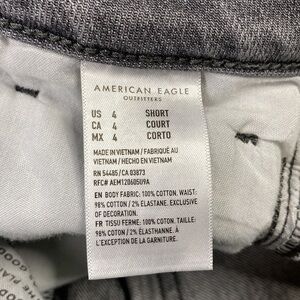 AMERICAN EAGLE
OUTFITTERS
US 4 SHORT
CA 4 COURT
MX 4 CORTO
MADE IN VIETNAM / FABRIQUÉ AU
VIETNAM / HECHO EN VIETNAM
RN 54485/ CA 03873
RFC# AEM1206050U9A
EN BODY FABRIC: 100% COTTON. WAIST:
98% COTTON / 2% ELASTANE. EXCLUSIVE
OF DECORATION.
FR TISSU FERME: 100% COTON. TAILLE:
98% COTON / 2% ÉLASTHANNE. À
L'EXCEPTION DE LA GARNITURE.